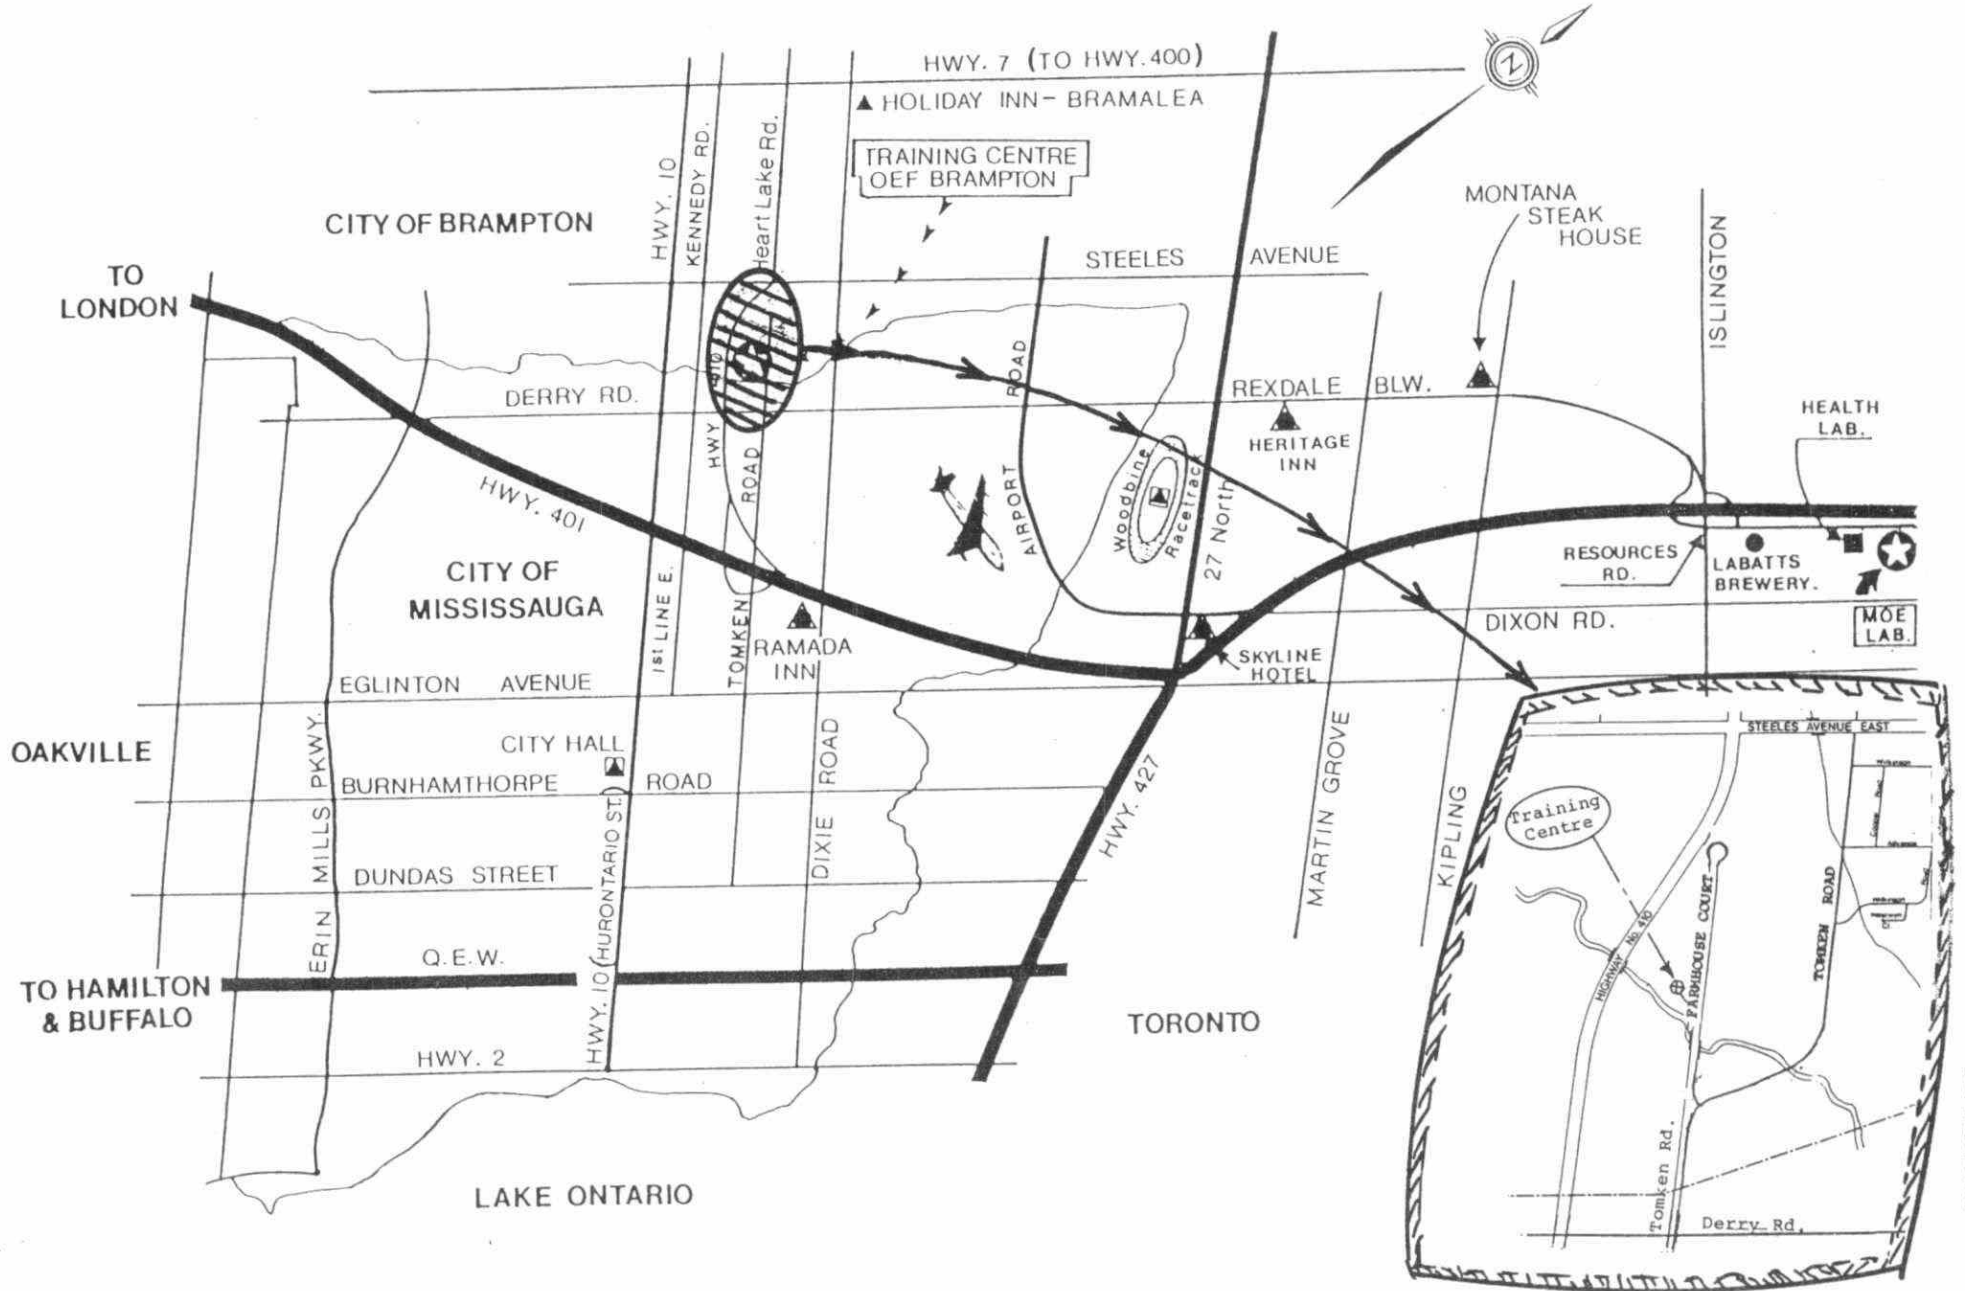 HWY. 7 (TO HWY. 400)
N
HOLIDAY INN- BRAMALEA
TRAINING CENTRE
OEF BRAMPTON
HWY. 10
KENNEDY RD.
Heart Lake Rd.
CITY OF BRAMPTON
MONTANA
STEAK
HOUSE
ISLINGTON
STEELES AVENUE
TO
LONDON
HWY 410
ROAD
AIRPORT ROAD
DERRY RD.
REXDALE BLW.
HERITAGE
INN
HEALTH
LAB.
HWY. 401
Woodbine
Racetrack
27 North
RESOURCES
RD.
LABATTS
BREWERY.
MOE
LAB.
CITY OF
MISSISSAUGA
1st LINE E.
TOMKEN
RAMADA
INN
DIXON RD.
SKYLINE
HOTEL
EGLINTON AVENUE
OAKVILLE
CITY HALL
BURNHAMTHORPE ROAD
ERIN MILLS PKWY.
HWY. 10 (HURONTARIO ST.)
DIXIE ROAD
HWY. 427
MARTIN GROVE
KIPLING
DUNDAS STREET
Q.E.W.
TO HAMILTON
& BUFFALO
TORONTO
HWY. 2
LAKE ONTARIO
STEELES AVENUE EAST
Training
Centre
HIGHWAY No. 410
FARMHOUSE COURT
TOMKEN ROAD
Tomken Rd.
Derry Rd.